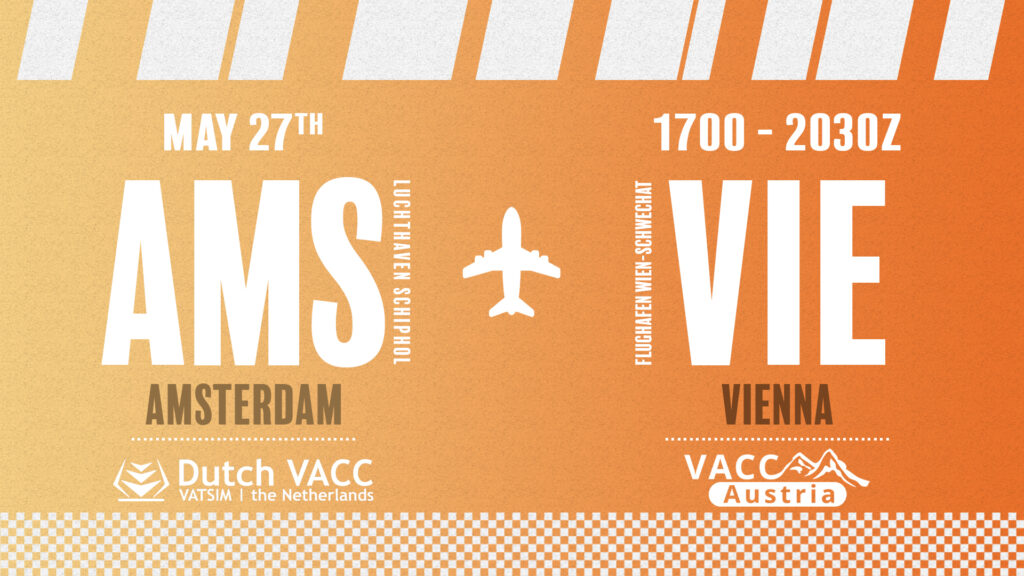 MAY 27TH
AMS
LUCHTHAVEN SCHIPHOL
AMSTERDAM
Dutch VACC
VATSIM | the Netherlands
1700 - 2030Z
FLUGHAFEN WIEN-SCHWECHAT
VIE
VIENNA
VACC
Austria